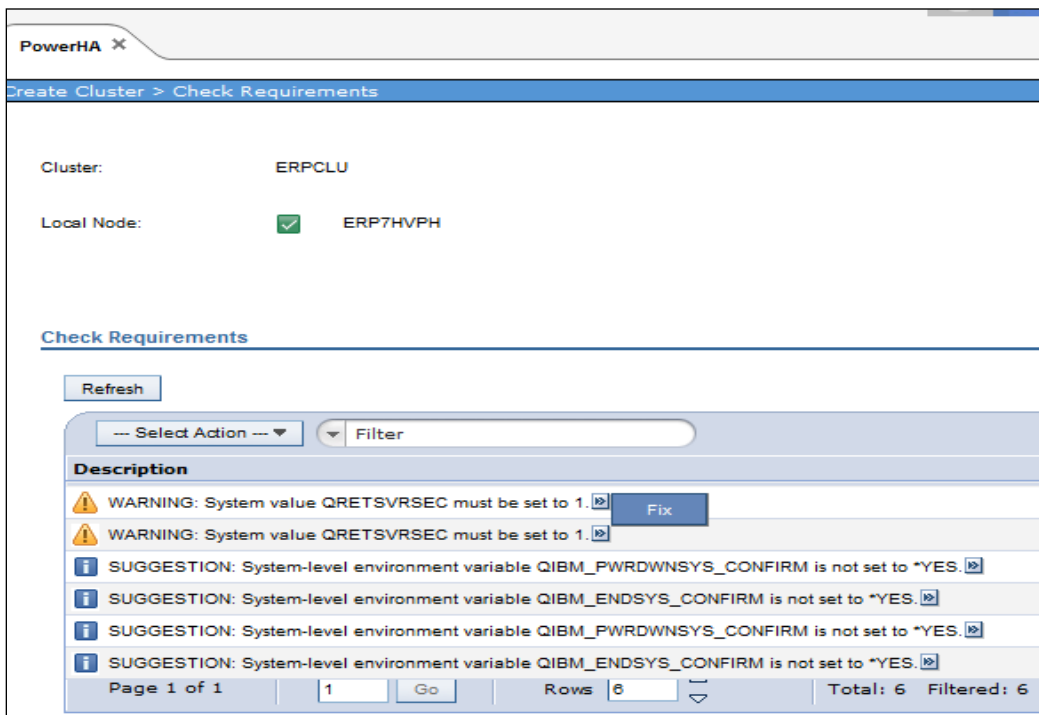 PowerHA
Create Cluster > Check Requirements
Cluster: ERPCLU
Local Node: ERP7HVPH
Check Requirements
Refresh
--- Select Action --- Filter
Description
WARNING: System value QRETSVRSEC must be set to 1. Fix
WARNING: System value QRETSVRSEC must be set to 1.
SUGGESTION: System-level environment variable QIBM_PWRDWNSYS_CONFIRM is not set to *YES.
SUGGESTION: System-level environment variable QIBM_ENDSYS_CONFIRM is not set to *YES.
SUGGESTION: System-level environment variable QIBM_PWRDWNSYS_CONFIRM is not set to *YES.
SUGGESTION: System-level environment variable QIBM_ENDSYS_CONFIRM is not set to *YES.
Page 1 of 1 1 Go Rows 6 Total: 6 Filtered: 6